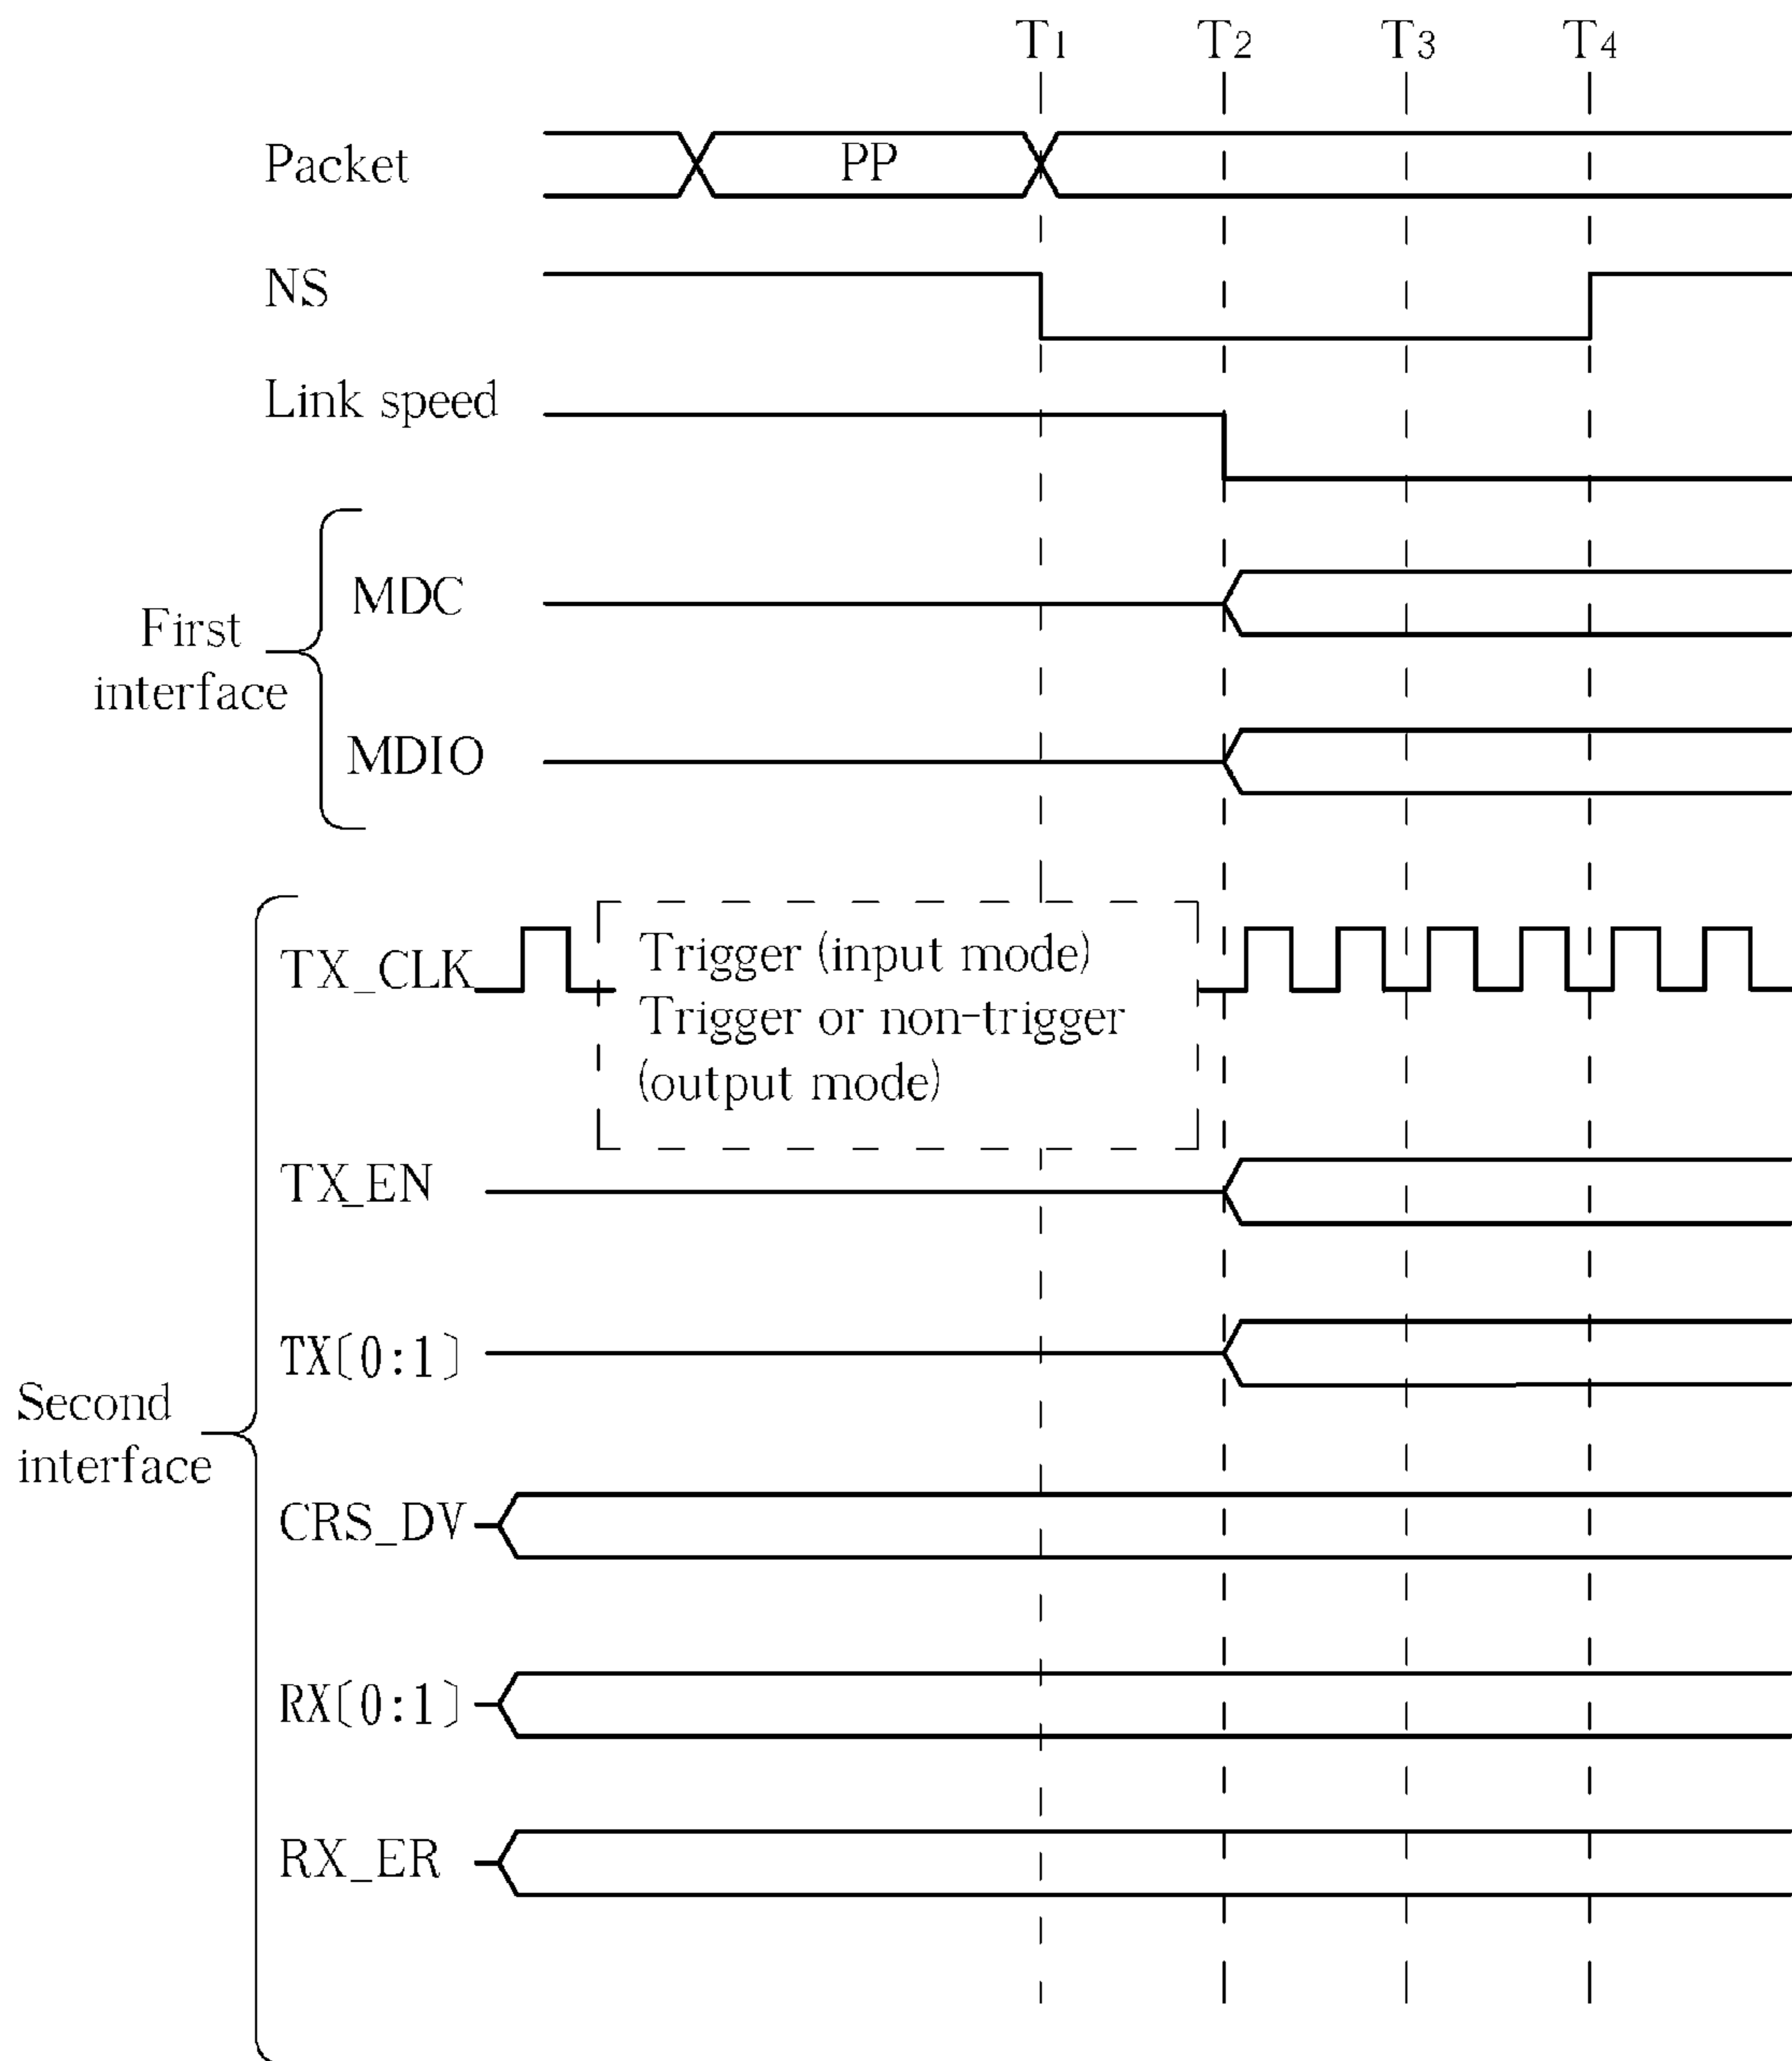 T1 T2 T3 T4
Packet PP
NS
Link speed
First
interface
MDC
MDIO
Second
interface
TX_CLK
Trigger (input mode)
Trigger or non-trigger
(output mode)
TX_EN
TX[0:1]
CRS_DV
RX[0:1]
RX_ER